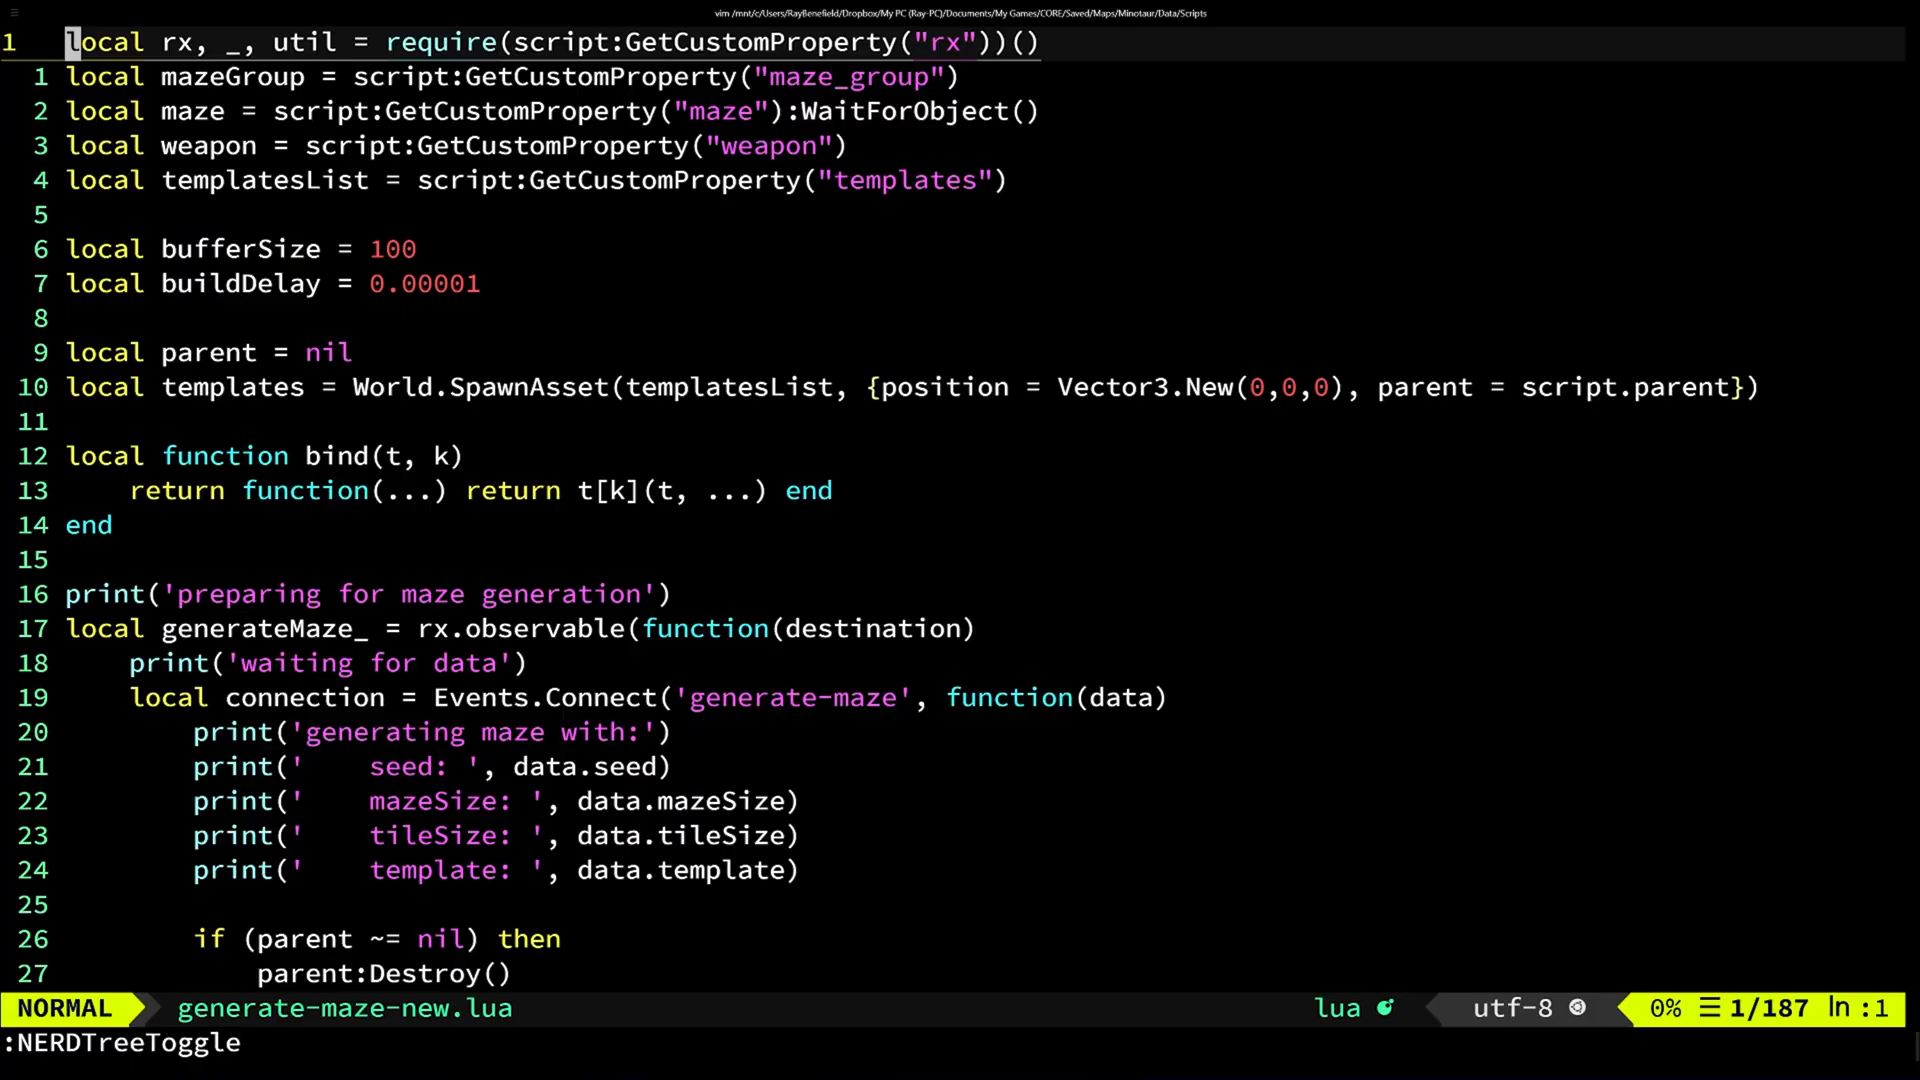 vim /mnt/c/Users/RayBenefield/Dropbox/My PC (Ray-PC)/Documents/My Games/CORE/Saved/Maps/Minotaur/Data/Scripts
1 local rx, _, util = require(script:GetCustomProperty("rx"))()
1 local mazeGroup = script:GetCustomProperty("maze_group")
2 local maze = script:GetCustomProperty("maze"):WaitForObject()
3 local weapon = script:GetCustomProperty("weapon")
4 local templatesList = script:GetCustomProperty("templates")
5
6 local bufferSize = 100
7 local buildDelay = 0.00001
8
9 local parent = nil
10 local templates = World.SpawnAsset(templatesList, {position = Vector3.New(0,0,0), parent = script.parent})
11
12 local function bind(t, k)
13     return function(...) return t[k](t, ...) end
14 end
15
16 print('preparing for maze generation')
17 local generateMaze_ = rx.observable(function(destination)
18     print('waiting for data')
19     local connection = Events.Connect('generate-maze', function(data)
20         print('generating maze with:')
21         print('    seed: ', data.seed)
22         print('    mazeSize: ', data.mazeSize)
23         print('    tileSize: ', data.tileSize)
24         print('    template: ', data.template)
25
26         if (parent ~= nil) then
27             parent:Destroy()
NORMAL generate-maze-new.lua lua utf-8 0% ☰ 1/187 ln :1
:NERDTreeToggle